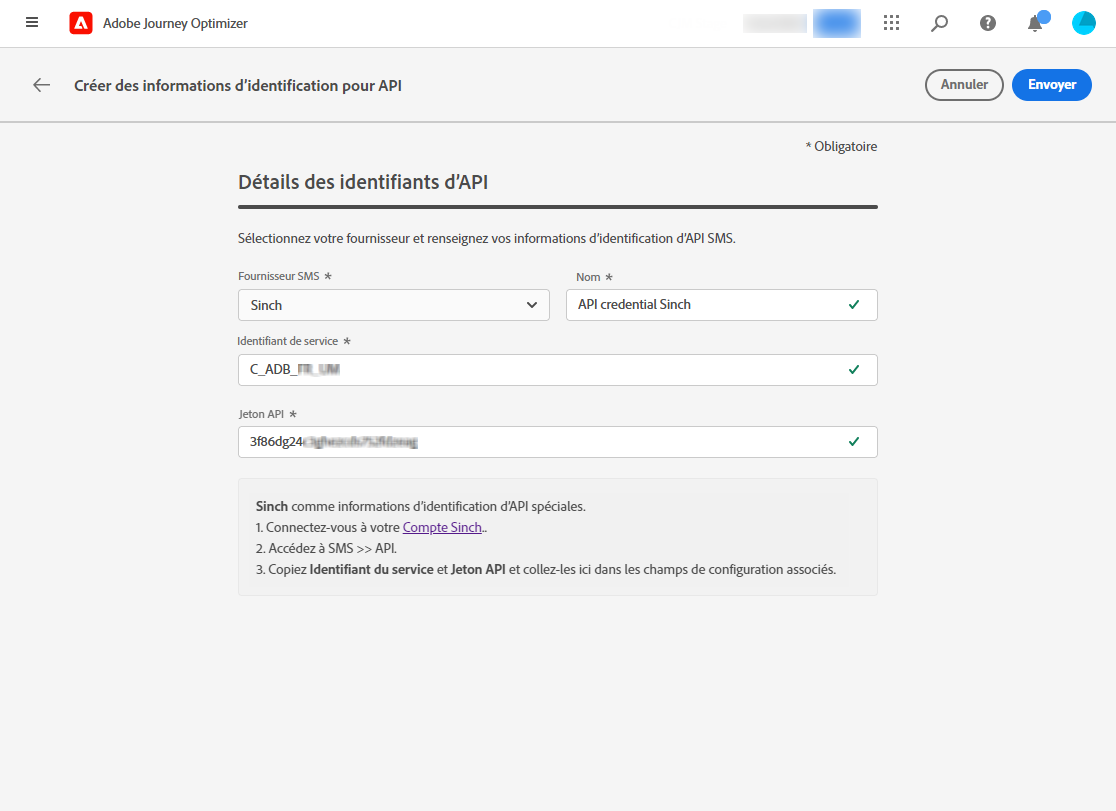 Adobe Journey Optimizer
Créer des informations d’identification pour API
Annuler
Envoyer
* Obligatoire
Détails des identifiants d’API
Sélectionnez votre fournisseur et renseignez vos informations d’identification d’API SMS.
Fournisseur SMS *
Nom *
Sinch
API credential Sinch
Identifiant de service *
C_ADB_
Jeton API *
3f86dg24
Sinch comme informations d’identification d’API spéciales.
1. Connectez-vous à votre Compte Sinch..
2. Accédez à SMS >> API.
3. Copiez Identifiant du service et Jeton API et collez-les ici dans les champs de configuration associés.